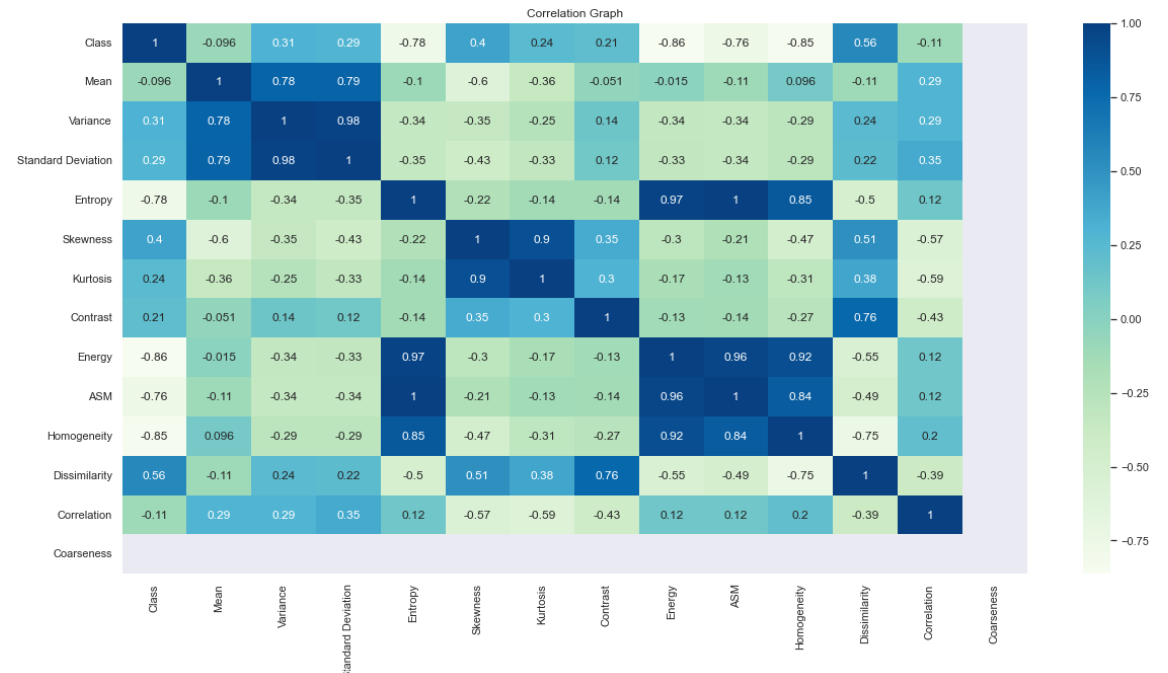 Correlation Graph
Class 1 -0.096 0.31 0.29 -0.78 0.4 0.24 0.21 -0.86 -0.76 -0.85 0.56 -0.11
Mean -0.096 1 0.78 0.79 -0.1 -0.6 -0.36 -0.051 -0.015 -0.11 0.096 -0.11 0.29
Variance 0.31 0.78 1 0.98 -0.34 -0.35 -0.25 0.14 -0.34 -0.34 -0.29 0.24 0.29
Standard Deviation 0.29 0.79 0.98 1 -0.35 -0.43 -0.33 0.12 -0.33 -0.34 -0.29 0.22 0.35
Entropy -0.78 -0.1 -0.34 -0.35 1 -0.22 -0.14 -0.14 0.97 1 0.85 -0.5 0.12
Skewness 0.4 -0.6 -0.35 -0.43 -0.22 1 0.9 0.35 -0.3 -0.21 -0.47 0.51 -0.57
Kurtosis 0.24 -0.36 -0.25 -0.33 -0.14 0.9 1 0.3 -0.17 -0.13 -0.31 0.38 -0.59
Contrast 0.21 -0.051 0.14 0.12 -0.14 0.35 0.3 1 -0.13 -0.14 -0.27 0.76 -0.43
Energy -0.86 -0.015 -0.34 -0.33 0.97 -0.3 -0.17 -0.13 1 0.96 0.92 -0.55 0.12
ASM -0.76 -0.11 -0.34 -0.34 1 -0.21 -0.13 -0.14 0.96 1 0.84 -0.49 0.12
Homogeneity -0.85 0.096 -0.29 -0.29 0.85 -0.47 -0.31 -0.27 0.92 0.84 1 -0.75 0.2
Dissimilarity 0.56 -0.11 0.24 0.22 -0.5 0.51 0.38 0.76 -0.55 -0.49 -0.75 1 -0.39
Correlation -0.11 0.29 0.29 0.35 0.12 -0.57 -0.59 -0.43 0.12 0.12 0.2 -0.39 1
Coarseness
Class Mean Variance Standard Deviation Entropy Skewness Kurtosis Contrast Energy ASM Homogeneity Dissimilarity Correlation Coarseness
1.00
0.75
0.50
0.25
0.00
−0.25
−0.50
−0.75